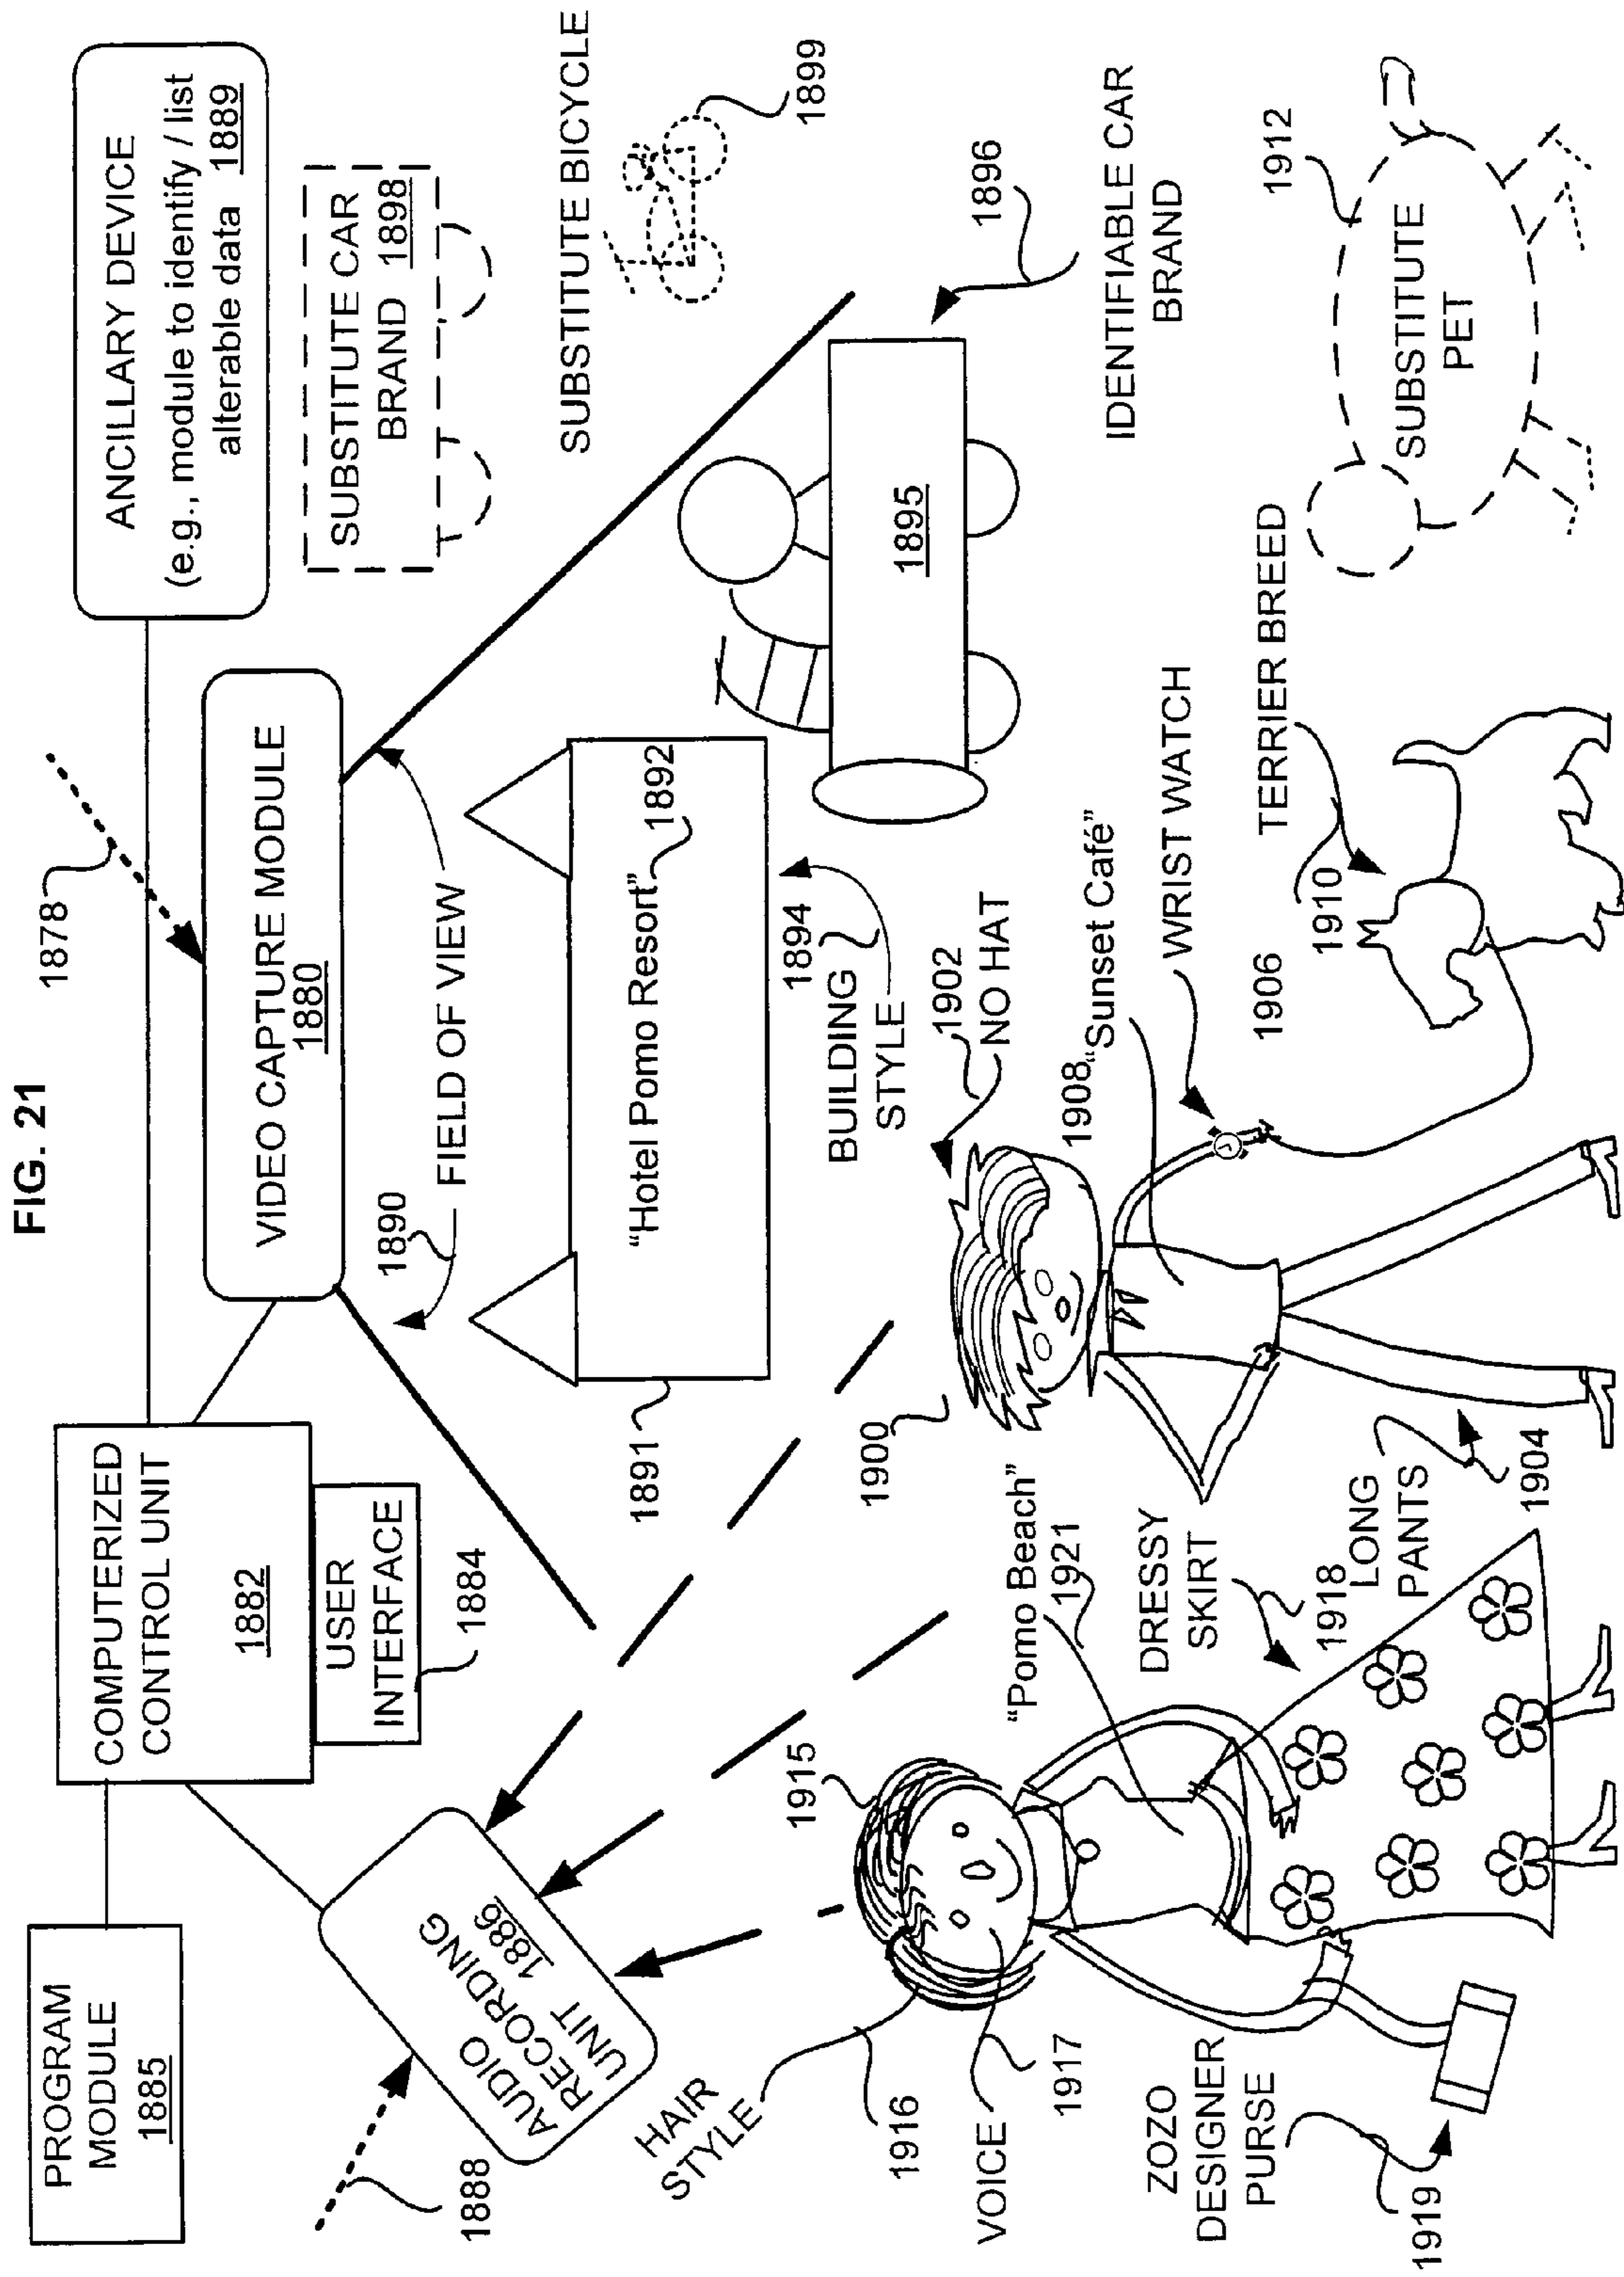 FIG. 21
PROGRAM
MODULE
1885
COMPUTERIZED
CONTROL UNIT
1882
USER
INTERFACE
1884
1878
VIDEO CAPTURE MODULE
1880
ANCILLARY DEVICE
(e.g., module to identify / list
alterable data 1889
SUBSTITUTE CAR
BRAND 1898
SUBSTITUTE BICYCLE
1899
1888
AUDIO
RECORDING
UNIT 1886
1890
FIELD OF VIEW
1891
“Hotel Pomo Resort”
1892
BUILDING
STYLE
1894
1895
1896
IDENTIFIABLE CAR
BRAND
HAIR
STYLE
1916
1915
VOICE
1917
“Pomo Beach”
1921
DRESSY
SKIRT
1918
ZOZO
DESIGNER
PURSE
1919
1900
1902
NO HAT
1908
“Sunset Café”
WRIST WATCH
1906
LONG
PANTS
1904
TERRIER BREED
1910
SUBSTITUTE
PET
1912